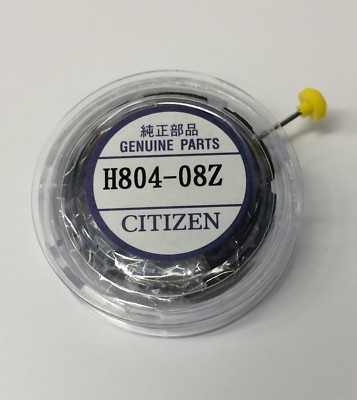 純正部品
GENUINE PARTS
H804-08Z
CITIZEN